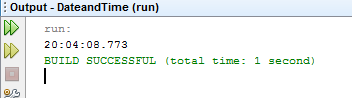 Output - DateandTime (run)
run:
20:04:08.773
BUILD SUCCESSFUL (total time: 1 second)